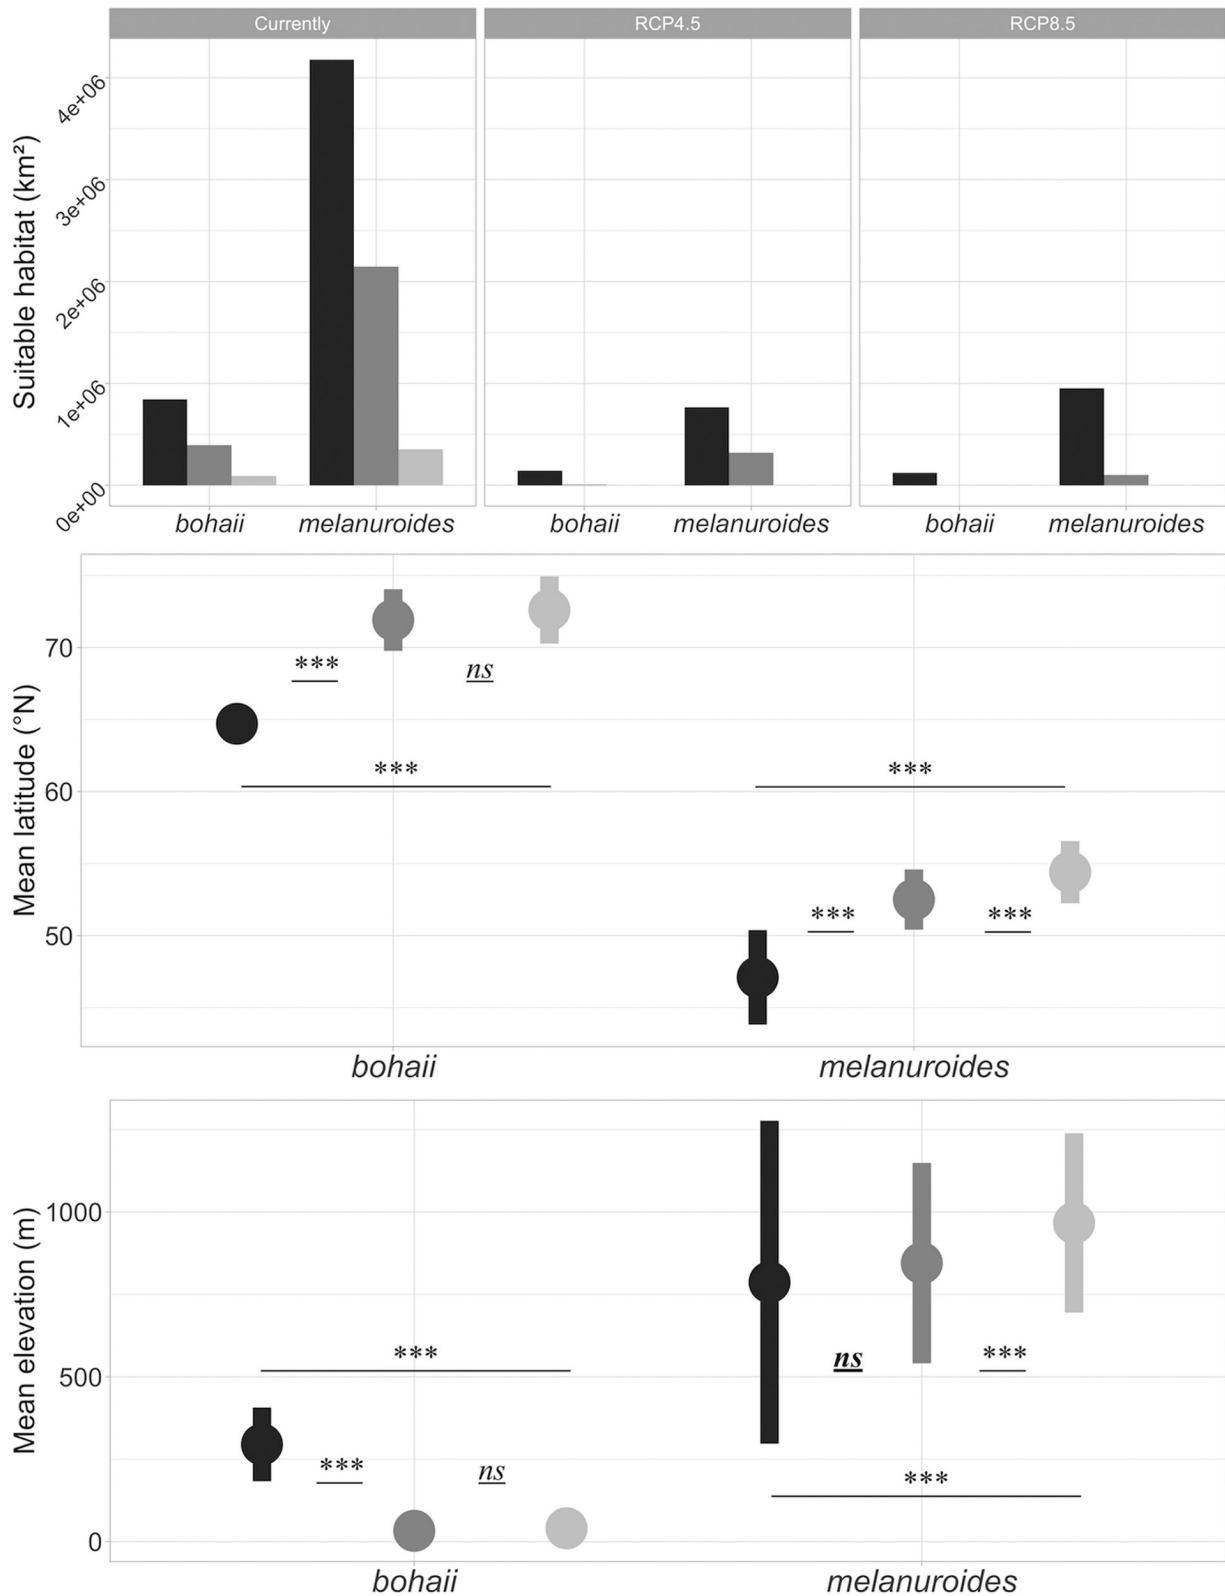 Currently RCP4.5 RCP8.5
Suitable habitat (km²)
4e+06
3e+06
2e+06
1e+06
0e+00
bohaii melanuroides bohaii melanuroides bohaii melanuroides
Mean latitude (°N)
70
*** ns
*** ***
60
*** ***
50
bohaii melanuroides
Mean elevation (m)
1000
*** ns ***
500
*** ns ***
0
bohaii melanuroides